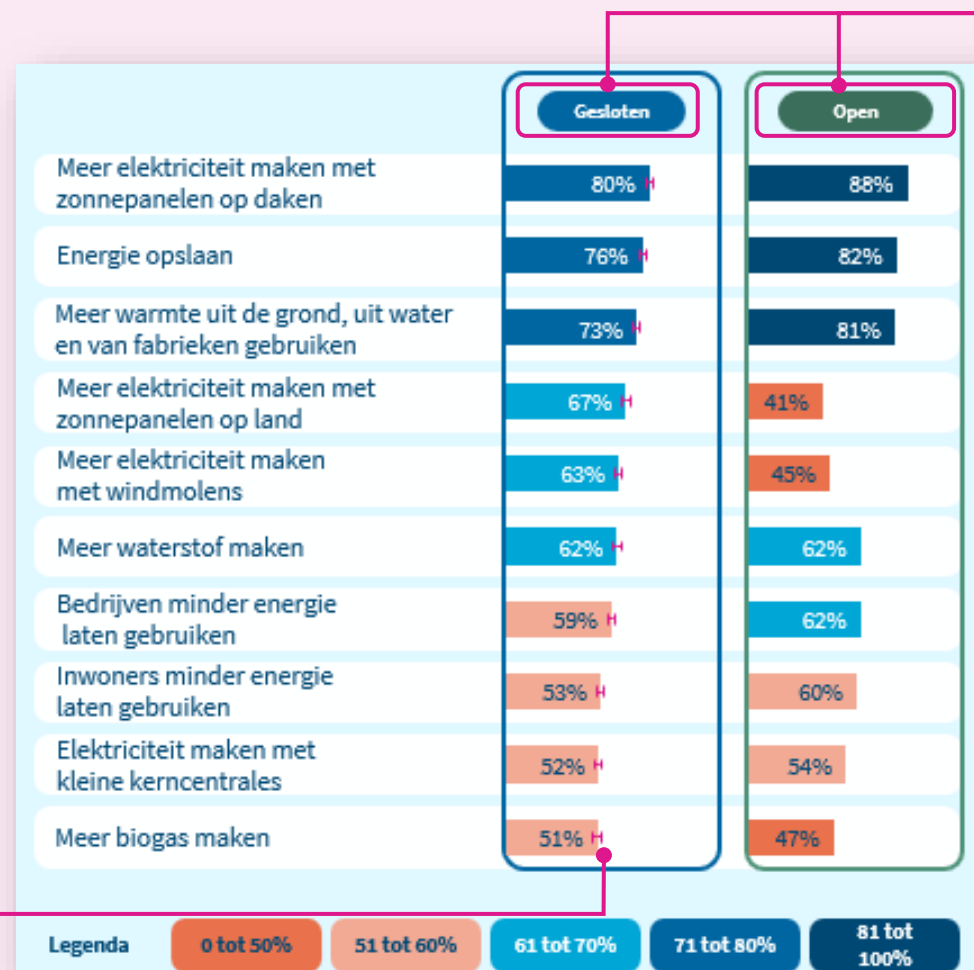 Gesloten Open
Meer elektriciteit maken met
zonnepanelen op daken
80% 88%
Energie opslaan
76% 82%
Meer warmte uit de grond, uit water
en van fabrieken gebruiken
73% 81%
Meer elektriciteit maken met
zonnepanelen op land
67% 41%
Meer elektriciteit maken
met windmolens
63% 45%
Meer waterstof maken
62% 62%
Bedrijven minder energie
laten gebruiken
59% 62%
Inwoners minder energie
laten gebruiken
53% 60%
Elektriciteit maken met
kleine kerncentrales
52% 54%
Meer biogas maken
51% 47%
Legenda 0 tot 50% 51 tot 60% 61 tot 70% 71 tot 80% 81 tot
100%